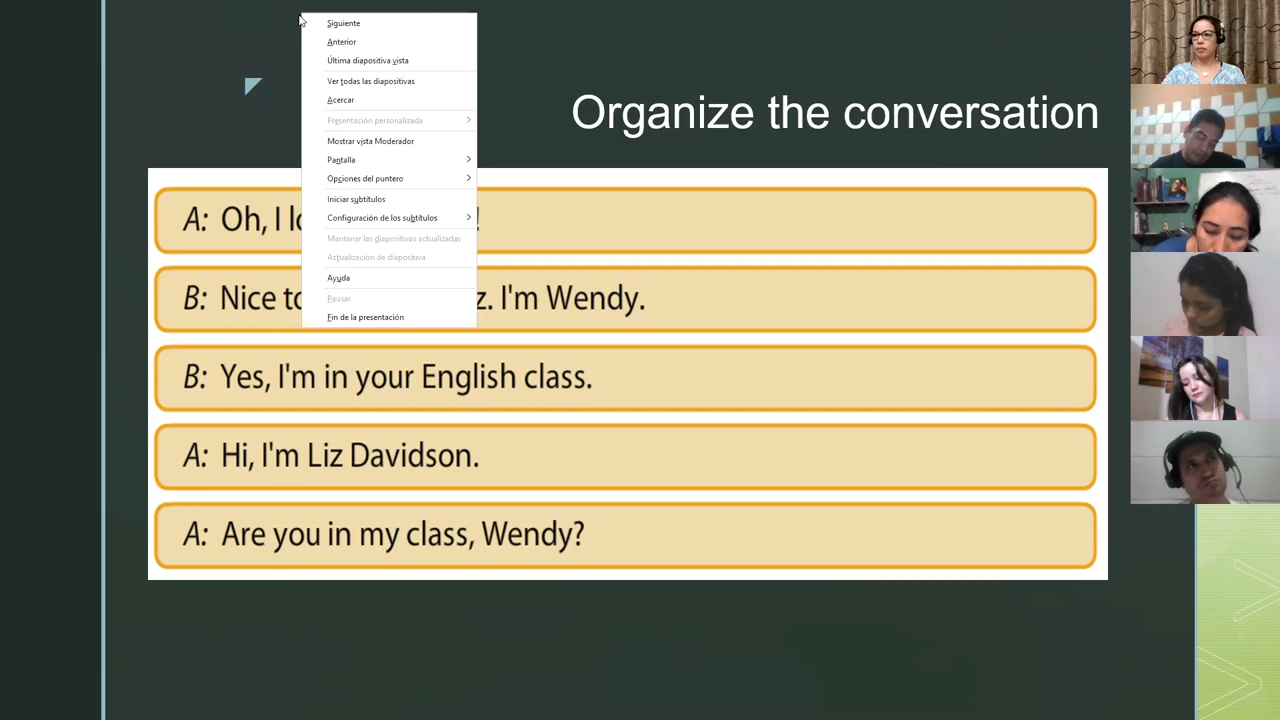 Organize the conversation
Siguiente
Anterior
Última diapositiva vista
Ver todas las diapositivas
Acercar
Presentación personalizada
Mostrar vista Moderador
Pantalla
Opciones del puntero
Iniciar subtítulos
Configuración de los subtítulos
Mantener las diapositivas actualizadas
Actualización de diapositiva
Ayuda
Pausar
Fin de la presentación
A: Oh, I !
B: Nice I'm Wendy.
B: Yes, I'm in your English class.
A: Hi, I'm Liz Davidson.
A: Are you in my class, Wendy?